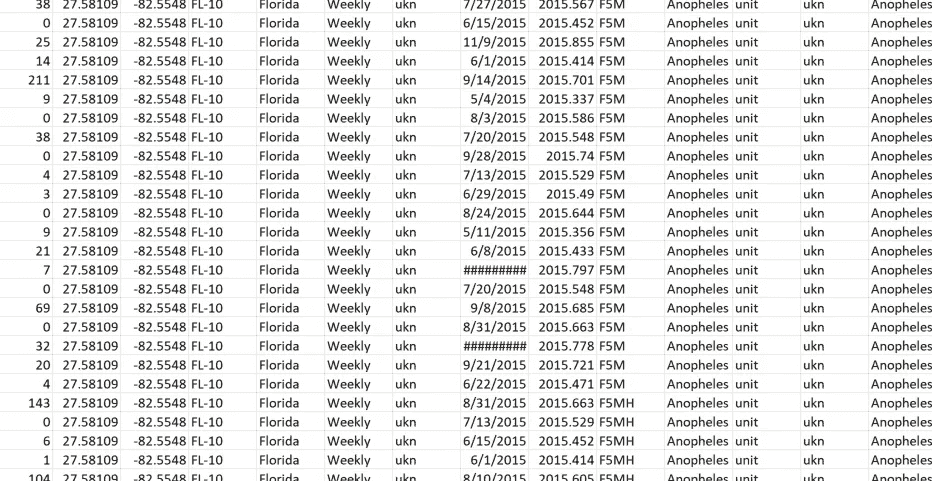 38 27.58109 -82.5548 FL-10 Florida Weekly ukn 7/27/2015 2015.567 F5M Anopheles unit ukn Anopheles
0 27.58109 -82.5548 FL-10 Florida Weekly ukn 6/15/2015 2015.452 F5M Anopheles unit ukn Anopheles
25 27.58109 -82.5548 FL-10 Florida Weekly ukn 11/9/2015 2015.855 F5M Anopheles unit ukn Anopheles
14 27.58109 -82.5548 FL-10 Florida Weekly ukn 6/1/2015 2015.414 F5M Anopheles unit ukn Anopheles
211 27.58109 -82.5548 FL-10 Florida Weekly ukn 9/14/2015 2015.701 F5M Anopheles unit ukn Anopheles
9 27.58109 -82.5548 FL-10 Florida Weekly ukn 5/4/2015 2015.337 F5M Anopheles unit ukn Anopheles
0 27.58109 -82.5548 FL-10 Florida Weekly ukn 8/3/2015 2015.586 F5M Anopheles unit ukn Anopheles
38 27.58109 -82.5548 FL-10 Florida Weekly ukn 7/20/2015 2015.548 F5M Anopheles unit ukn Anopheles
0 27.58109 -82.5548 FL-10 Florida Weekly ukn 9/28/2015 2015.74 F5M Anopheles unit ukn Anopheles
4 27.58109 -82.5548 FL-10 Florida Weekly ukn 7/13/2015 2015.529 F5M Anopheles unit ukn Anopheles
3 27.58109 -82.5548 FL-10 Florida Weekly ukn 6/29/2015 2015.49 F5M Anopheles unit ukn Anopheles
0 27.58109 -82.5548 FL-10 Florida Weekly ukn 8/24/2015 2015.644 F5M Anopheles unit ukn Anopheles
9 27.58109 -82.5548 FL-10 Florida Weekly ukn 5/11/2015 2015.356 F5M Anopheles unit ukn Anopheles
21 27.58109 -82.5548 FL-10 Florida Weekly ukn 6/8/2015 2015.433 F5M Anopheles unit ukn Anopheles
7 27.58109 -82.5548 FL-10 Florida Weekly ukn ######### 2015.797 F5M Anopheles unit ukn Anopheles
0 27.58109 -82.5548 FL-10 Florida Weekly ukn 7/20/2015 2015.548 F5M Anopheles unit ukn Anopheles
69 27.58109 -82.5548 FL-10 Florida Weekly ukn 9/8/2015 2015.685 F5M Anopheles unit ukn Anopheles
0 27.58109 -82.5548 FL-10 Florida Weekly ukn 8/31/2015 2015.663 F5M Anopheles unit ukn Anopheles
32 27.58109 -82.5548 FL-10 Florida Weekly ukn ######### 2015.778 F5M Anopheles unit ukn Anopheles
20 27.58109 -82.5548 FL-10 Florida Weekly ukn 9/21/2015 2015.721 F5M Anopheles unit ukn Anopheles
4 27.58109 -82.5548 FL-10 Florida Weekly ukn 6/22/2015 2015.471 F5M Anopheles unit ukn Anopheles
143 27.58109 -82.5548 FL-10 Florida Weekly ukn 8/31/2015 2015.663 F5MH Anopheles unit ukn Anopheles
0 27.58109 -82.5548 FL-10 Florida Weekly ukn 7/13/2015 2015.529 F5MH Anopheles unit ukn Anopheles
6 27.58109 -82.5548 FL-10 Florida Weekly ukn 6/15/2015 2015.452 F5MH Anopheles unit ukn Anopheles
1 27.58109 -82.5548 FL-10 Florida Weekly ukn 6/1/2015 2015.414 F5MH Anopheles unit ukn Anopheles
104 27.58109 -82.5548 FL-10 Florida Weekly ukn 8/10/2015 2015.605 F5MH Anopheles unit ukn Anopheles